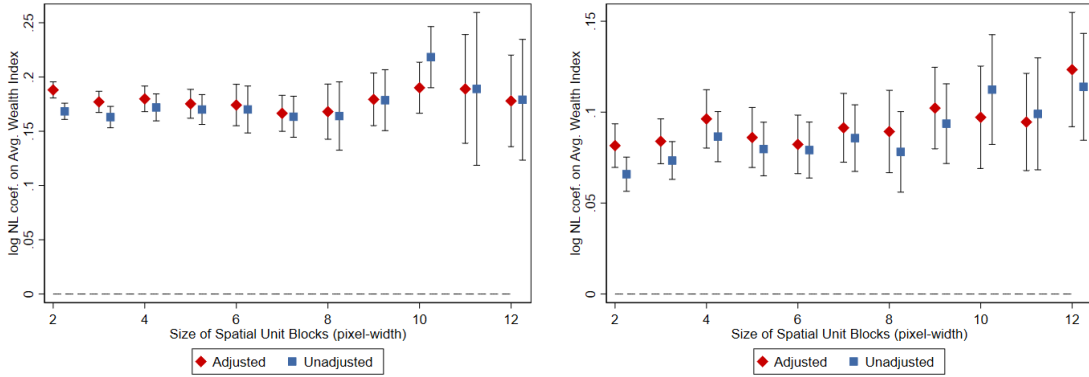 log NL coef. on Avg. Wealth Index
.25
.2
.15
.1
.05
0
2 4 6 8 10 12
Size of Spatial Unit Blocks (pixel-width)
Adjusted Unadjusted
log NL coef. on Avg. Wealth Index
.15
.1
.05
0
2 4 6 8 10 12
Size of Spatial Unit Blocks (pixel-width)
Adjusted Unadjusted